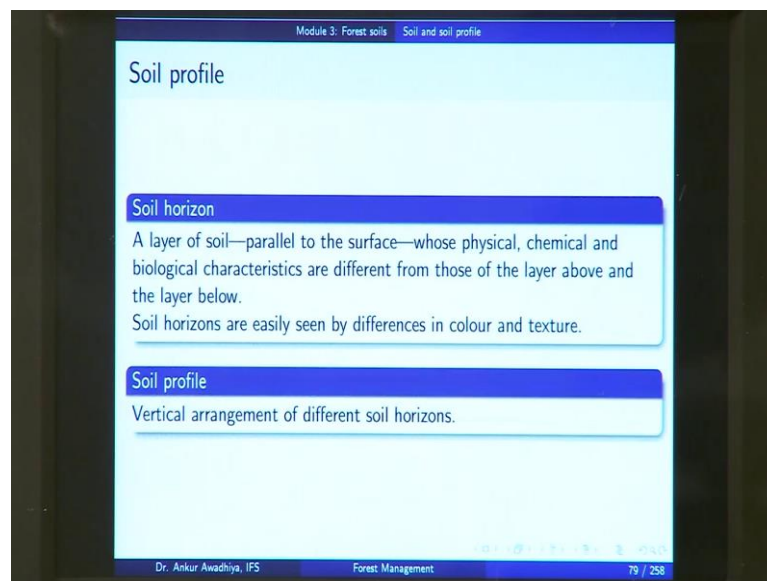 Module 3: Forest soils Soil and soil profile
Soil profile
Soil horizon
A layer of soil—parallel to the surface—whose physical, chemical and
biological characteristics are different from those of the layer above and
the layer below.
Soil horizons are easily seen by differences in colour and texture.
Soil profile
Vertical arrangement of different soil horizons.
Dr. Ankur Awadhiya, IFS Forest Management 79 / 258